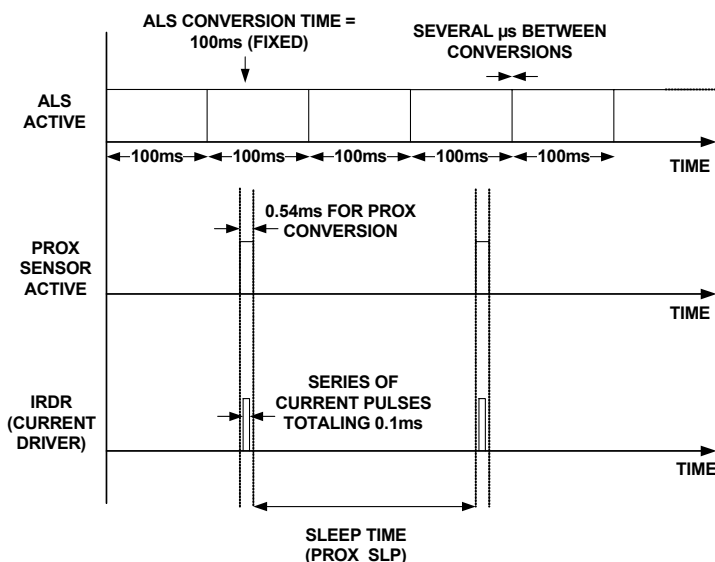 ALS CONVERSION TIME =
100ms (FIXED)
SEVERAL µs BETWEEN
CONVERSIONS
ALS
ACTIVE
100ms
100ms
100ms
100ms
100ms
TIME
0.54ms FOR PROX
CONVERSION
PROX
SENSOR
ACTIVE
TIME
SERIES OF
CURRENT PULSES
TOTALING 0.1ms
IRDR
(CURRENT
DRIVER)
TIME
SLEEP TIME
(PROX_SLP)